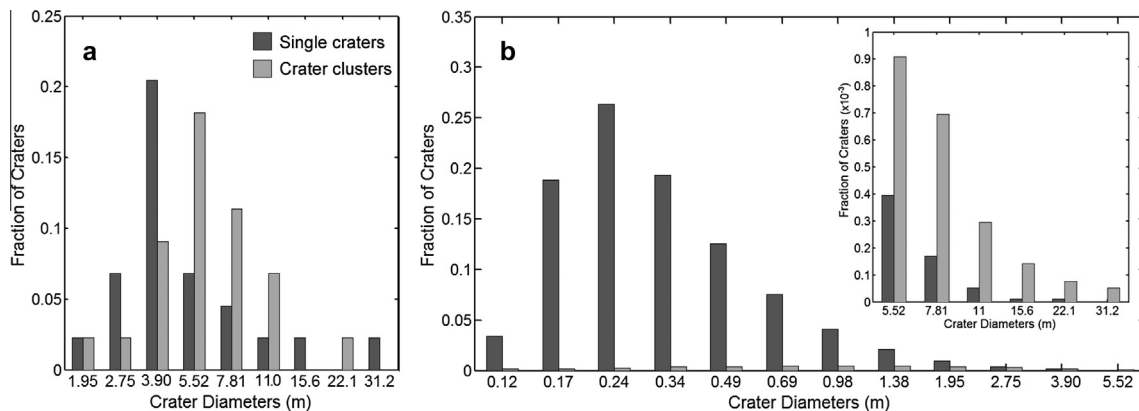 a
Single craters
Crater clusters
0.25
0.2
0.15
0.1
0.05
0
Fraction of Craters
1.95 2.75 3.90 5.52 7.81 11.0 15.6 22.1 31.2
Crater Diameters (m)
b
0.35
0.3
0.25
0.2
0.15
0.1
0.05
0
Fraction of Craters
0.12 0.17 0.24 0.34 0.49 0.69 0.98 1.38 1.95 2.75 3.90 5.52
Crater Diameters (m)
1
0.9
0.8
0.7
0.6
0.5
0.4
0.3
0.2
0.1
0
Fraction of Craters (x10⁻³)
5.52 7.81 11 15.6 22.1 31.2
Crater Diameters (m)